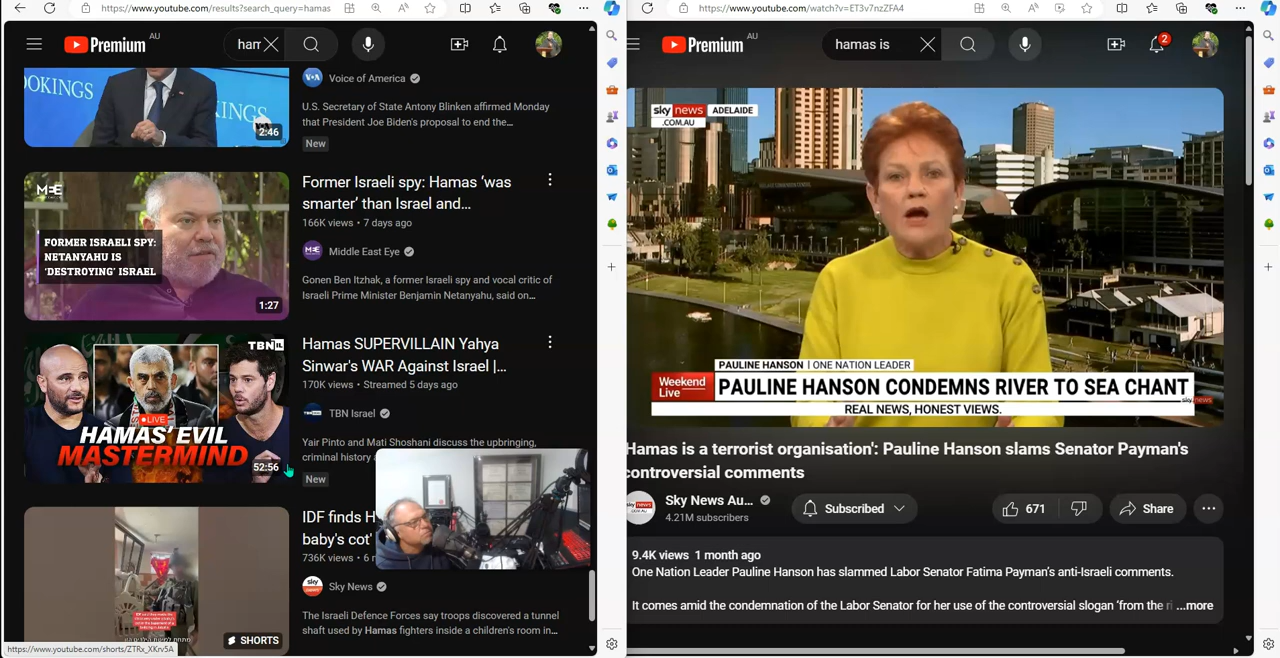 https://www.youtube.com/results?search_query=hamas
Premium
AU
ham
OKINGS
NGS
2:46
Voice of America
U.S. Secretary of State Antony Blinken affirmed Monday
that President Joe Biden's proposal to end the…
New
MEE
FORMER ISRAELI SPY:
NETANYAHU IS
'DESTROYING' ISRAEL
1:27
Former Israeli spy: Hamas 'was
smarter' than Israel and...
166K views • 7 days ago
Middle East Eye
Gonen Ben Itzhak, a former Israeli spy and vocal critic of
Israeli Prime Minister Benjamin Netanyahu, said on...
TBN
LIVE
HAMAS' EVIL
MASTERMIND
52:56
Hamas SUPERVILLAIN Yahya
Sinwar's WAR Against Israel |...
170K views • Streamed 5 days ago
TBN Israel
Yair Pinto and Mati Shoshani discuss the upbringing,
criminal history a
New
SHORTS
IDF finds H
baby's cot'
736K views • 6 
Sky News
The Israeli Defence Forces say troops discovered a tunnel
shaft used by Hamas fighters inside a children's room in...
https://www.youtube.com/shorts/ZTRx_XKrv5A
https://www.youtube.com/watch?v=ET3v7nzZFA4
Premium
AU
hamas is
2
sky news
.COM.AU
ADELAIDE
PAULINE HANSON | ONE NATION LEADER
Weekend
Live
PAULINE HANSON CONDEMNS RIVER TO SEA CHANT
sky news
REAL NEWS, HONEST VIEWS.
Hamas is a terrorist organisation': Pauline Hanson slams Senator Payman's
controversial comments
Sky News Au...
4.21M subscribers
Subscribed
671
Share
9.4K views 1 month ago
One Nation Leader Pauline Hanson has slammed Labor Senator Fatima Payman's anti-Israeli comments.
It comes amid the condemnation of the Labor Senator for her use of the controversial slogan 'from the ri ...more